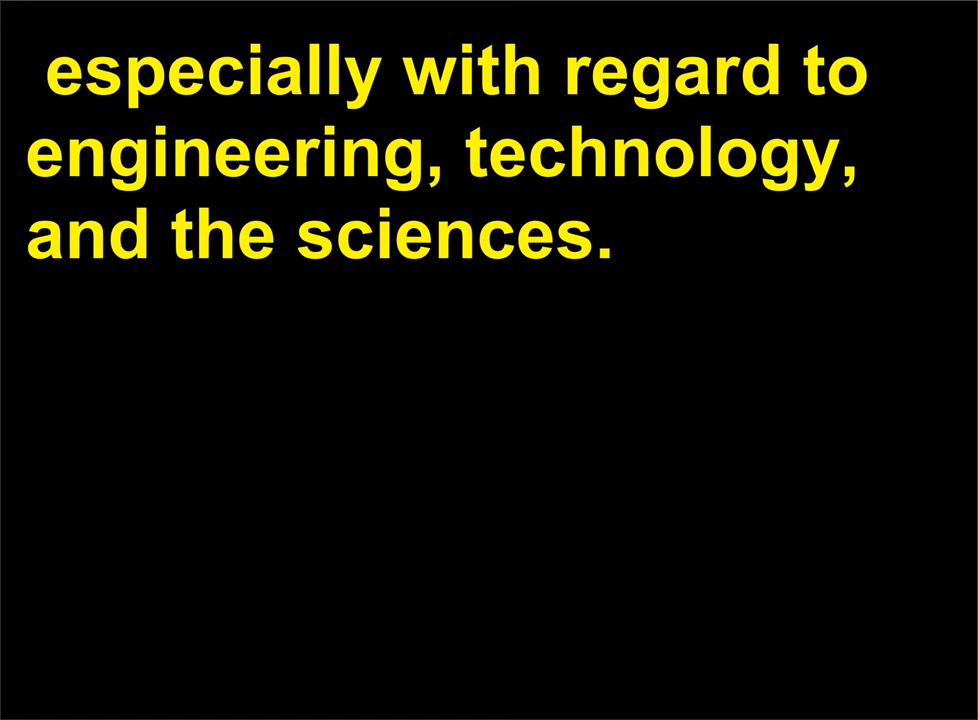 especially with regard to
engineering, technology,
and the sciences.